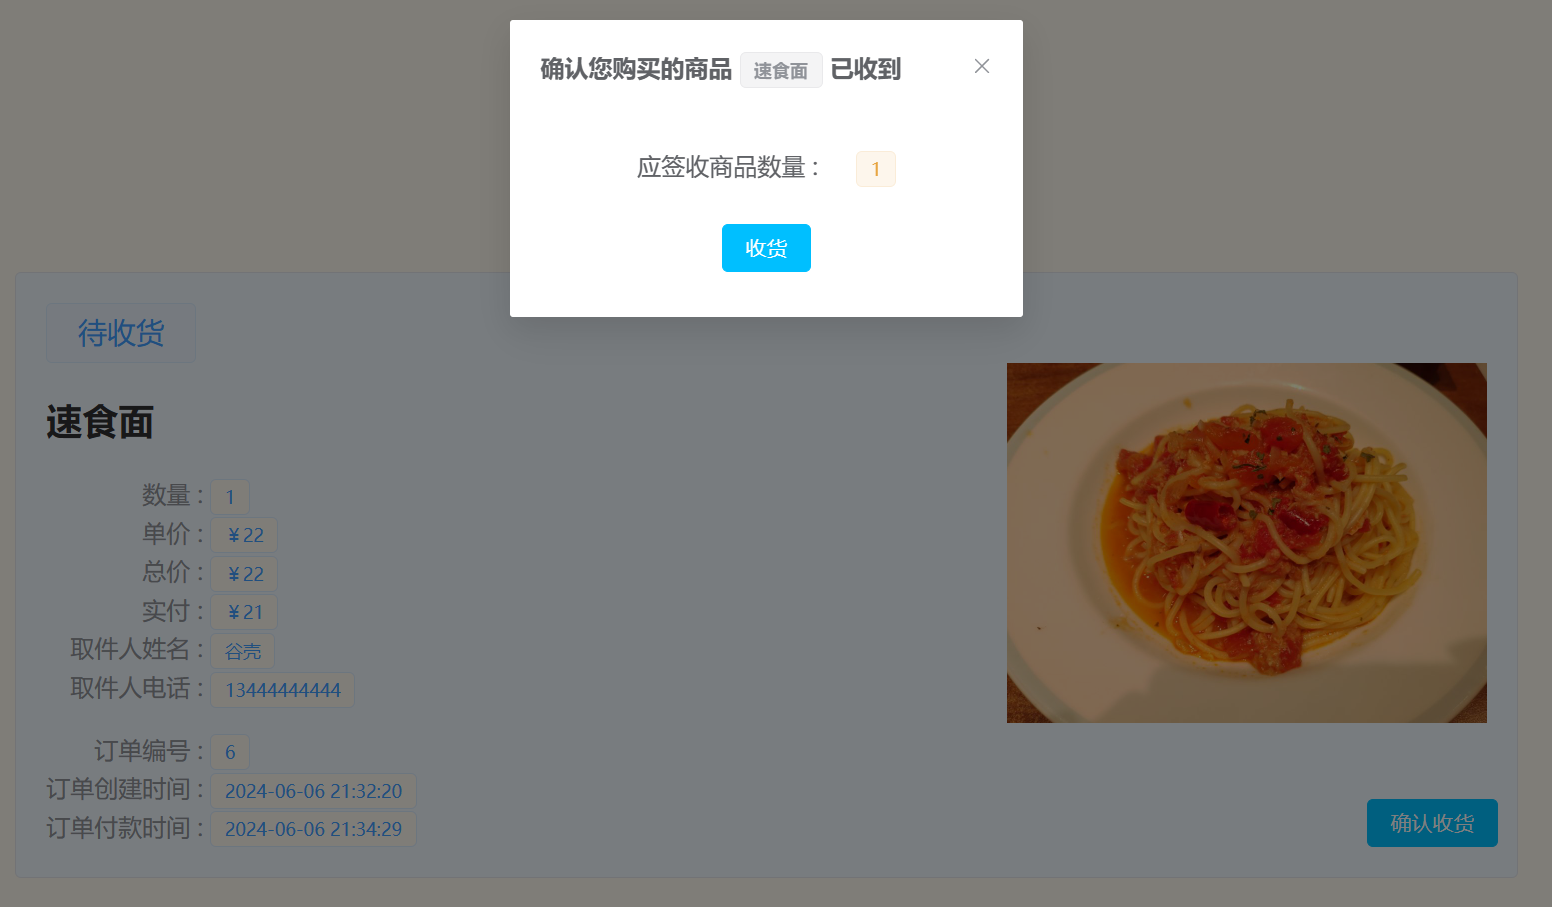 确认您购买的商品 速食面 已收到
应签收商品数量： 1
收货
待收货
速食面
数量： 1
单价： ￥22
总价： ￥22
实付： ￥21
取件人姓名： 谷壳
取件人电话： 13444444444
订单编号： 6
订单创建时间： 2024-06-06 21:32:20
订单付款时间： 2024-06-06 21:34:29
确认收货